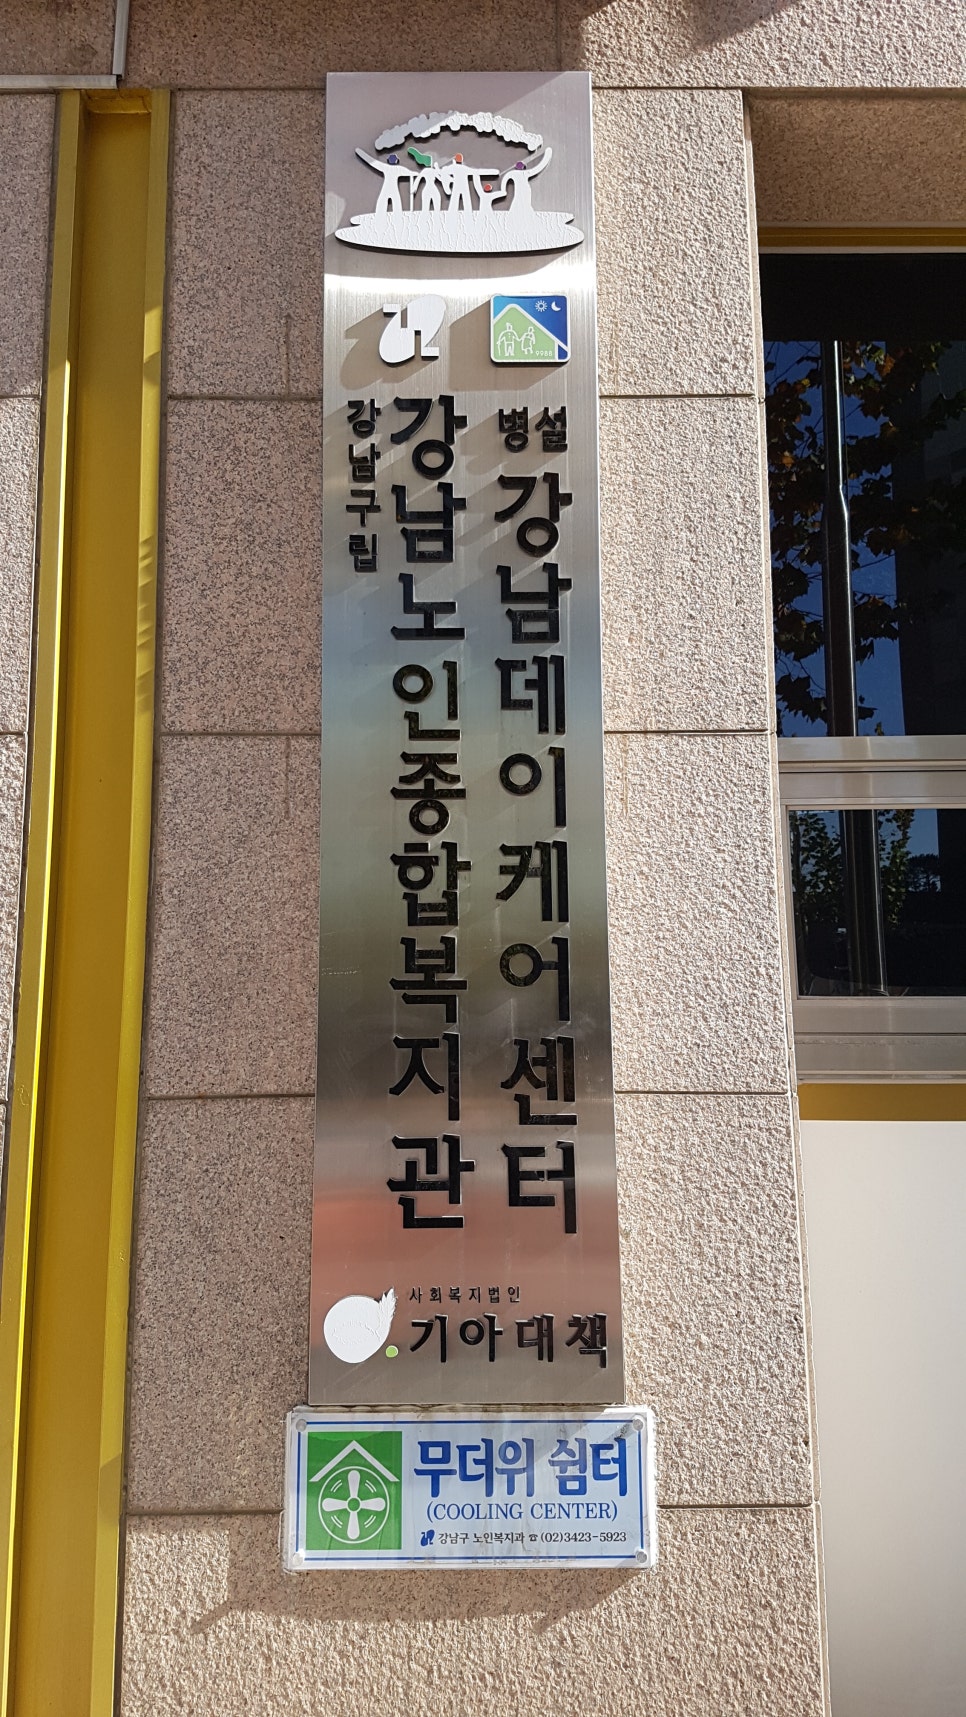 9988
강남구립
강남노인종합복지관
병설
강남데이케어센터
사회복지법인
기아대책
무더위 쉼터
(COOLING CENTER)
강남구 노인복지과 ☎ (02)3423-5923